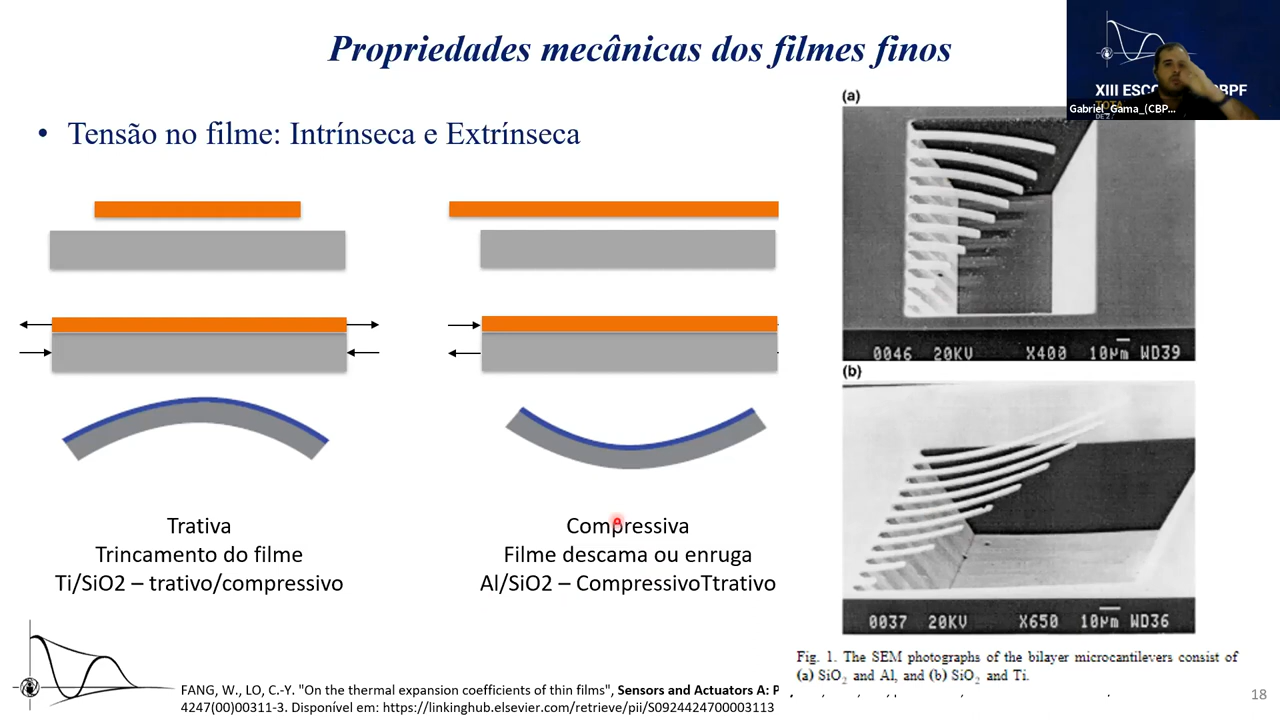 Propriedades mecânicas dos filmes finos
XIII ESCO
BPF
Gabriel_Gama_(CBP...
• Tensão no filme: Intrínseca e Extrínseca
(a)
0046 20KV X400 10µm WD39
(b)
0037 20KV X650 10µm WD36
Trativa
Trincamento do filme
Ti/SiO2 – trativo/compressivo
Compressiva
Filme descama ou enruga
Al/SiO2 – CompressivoTtrativo
Fig. 1. The SEM photographs of the bilayer microcantilevers consist of
(a) SiO2 and Al, and (b) SiO2 and Ti.
FANG, W., LO, C.-Y. "On the thermal expansion coefficients of thin films", Sensors and Actuators A: P
4247(00)00311-3. Disponível em: https://linkinghub.elsevier.com/retrieve/pii/S0924424700003113
18